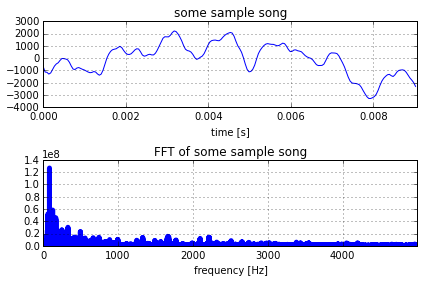 some sample song
3000
2000
1000
0
−1000
−2000
−3000
−4000
0.000 0.002 0.004 0.006 0.008
time [s]
FFT of some sample song
1e8
1.4
1.2
1.0
0.8
0.6
0.4
0.2
0.0
0 1000 2000 3000 4000
frequency [Hz]